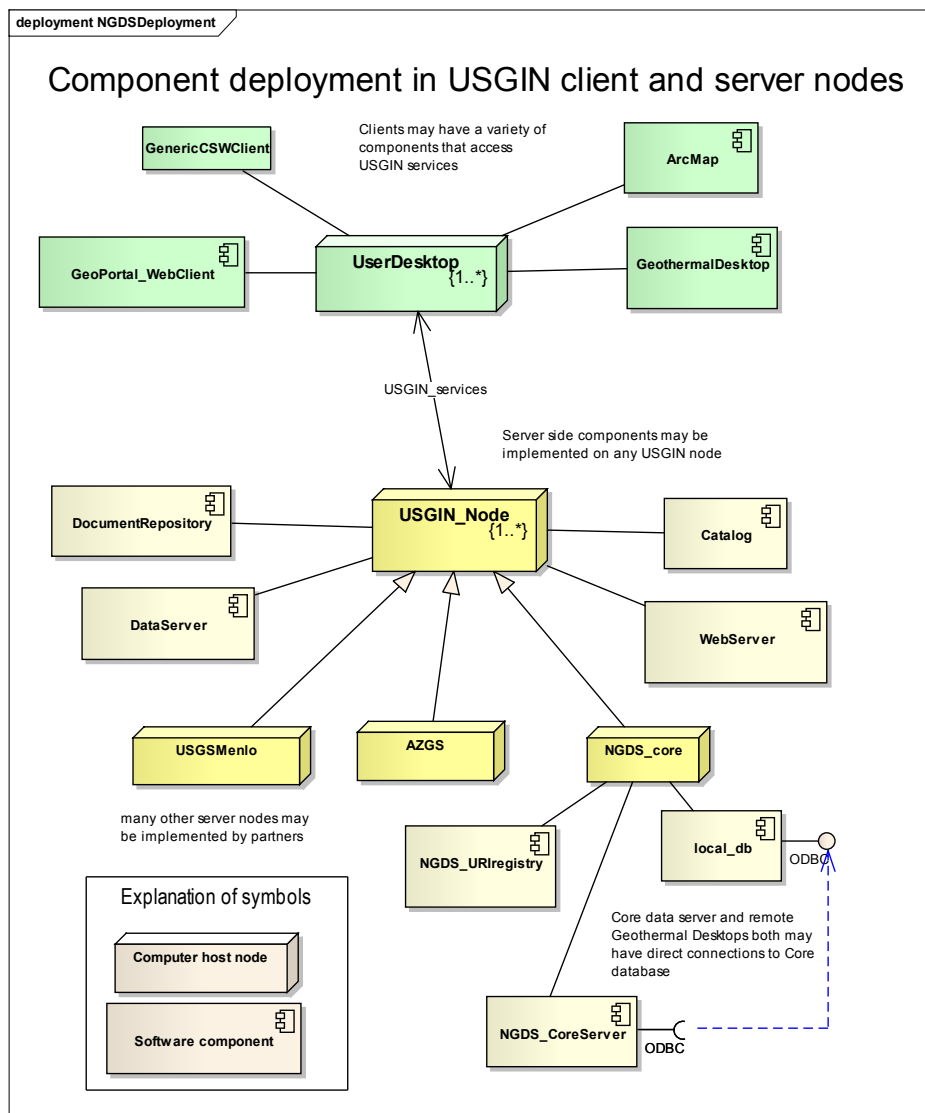 deployment NGDSDeployment
Component deployment in USGIN client and server nodes
Clients may have a variety of
components that access
USGIN services
GenericCSWClient
ArcMap
GeoPortal_WebClient
UserDesktop
{1..*}
GeothermalDesktop
USGIN_services
Server side components may be
implemented on any USGIN node
DocumentRepository
USGIN_Node
{1..*}
Catalog
DataServer
WebServer
USGSMenlo
AZGS
NGDS_core
many other server nodes may
be implemented by partners
NGDS_URIregistry
local_db
ODBC
Explanation of symbols
Computer host node
Software component
Core data server and remote
Geothermal Desktops both may
have direct connections to Core
database
NGDS_CoreServer
ODBC